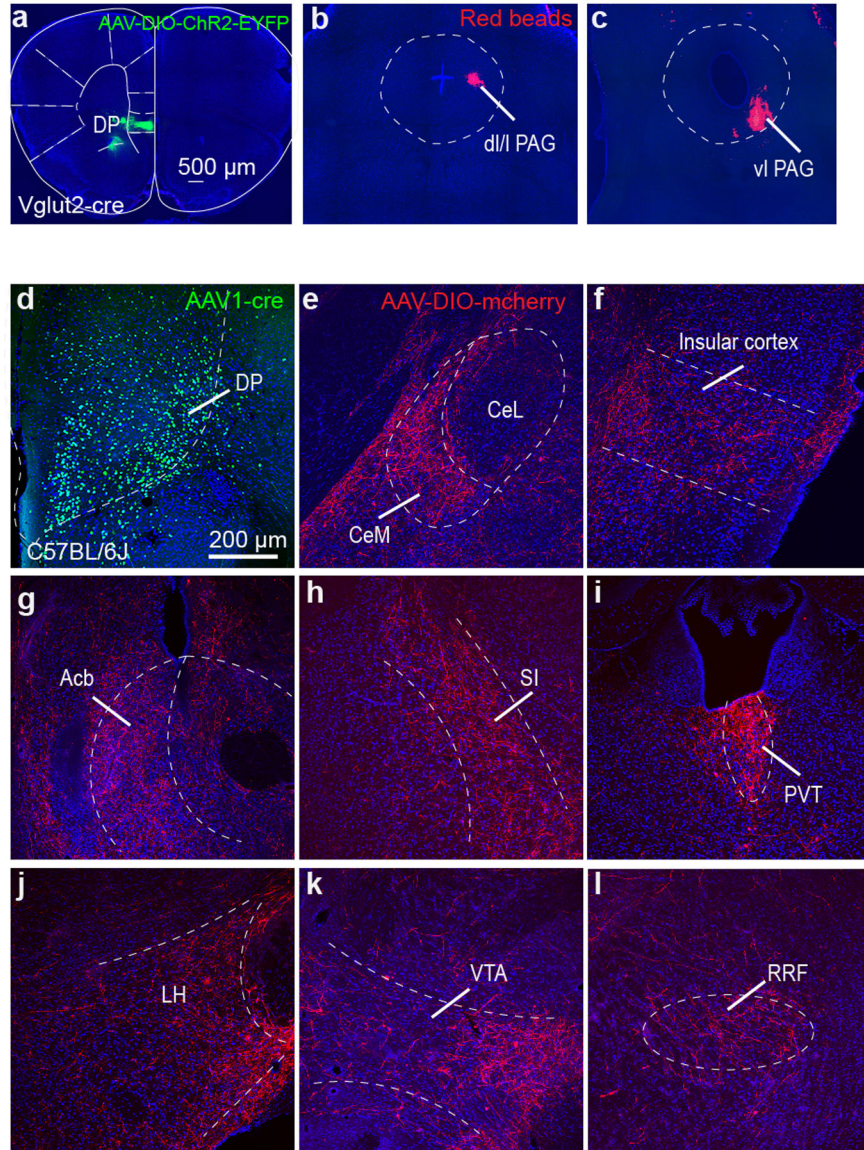 a
AAV-DIO-ChR2-EYFP
DP
500 µm
Vglut2-cre
b
Red beads
dl/l PAG
c
vl PAG
d
AAV1-cre
DP
C57BL/6J
200 µm
e
AAV-DIO-mcherry
CeL
CeM
f
Insular cortex
g
Acb
h
SI
i
PVT
j
LH
k
VTA
l
RRF